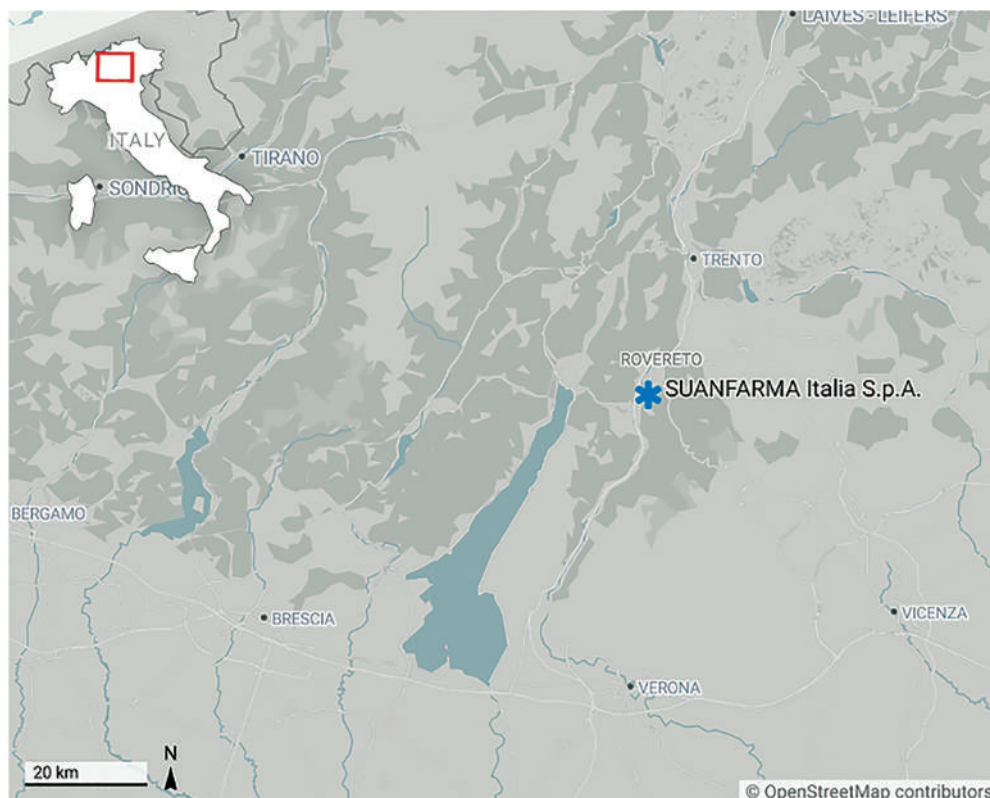 LAIVES - LEIFERS
ITALY
TIRANO
SONDRIO
TRENTO
ROVERETO
SUANFARMA Italia S.p.A.
BERGAMO
BRESCIA
VICENZA
VERONA
20 km
N
© OpenStreetMap contributors